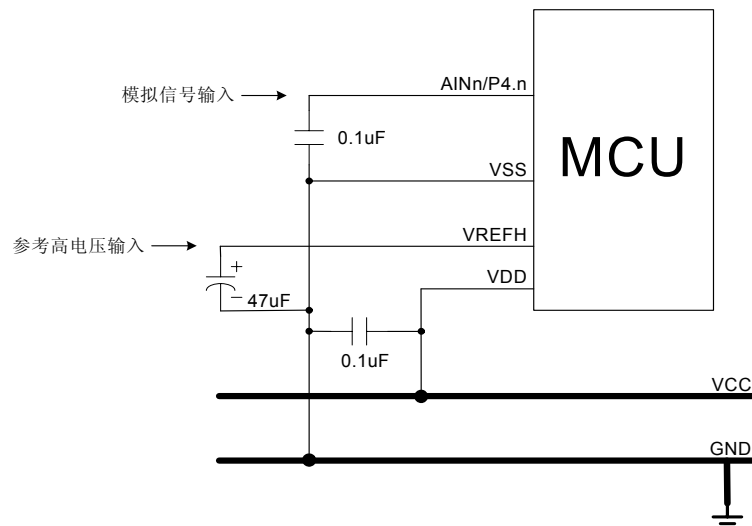 AINn/P4.n
模拟信号输入
0.1uF
MCU
VSS
VREFH
参考高电压输入
VDD
+
− 47uF
0.1uF
VCC
GND